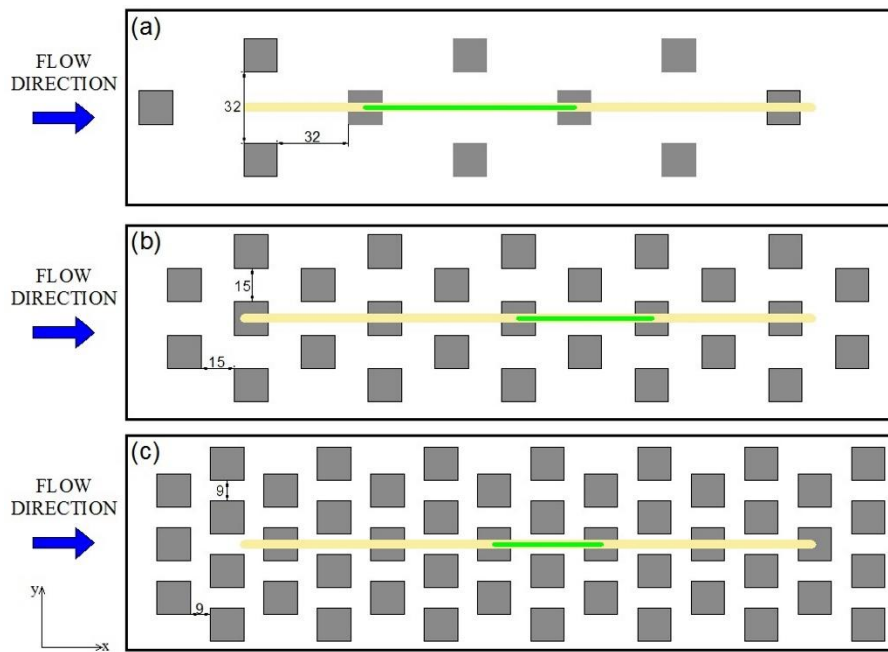 (a)
FLOW
DIRECTION
32
32
(b)
FLOW
DIRECTION
15
15
(c)
FLOW
DIRECTION
9
9
y
x